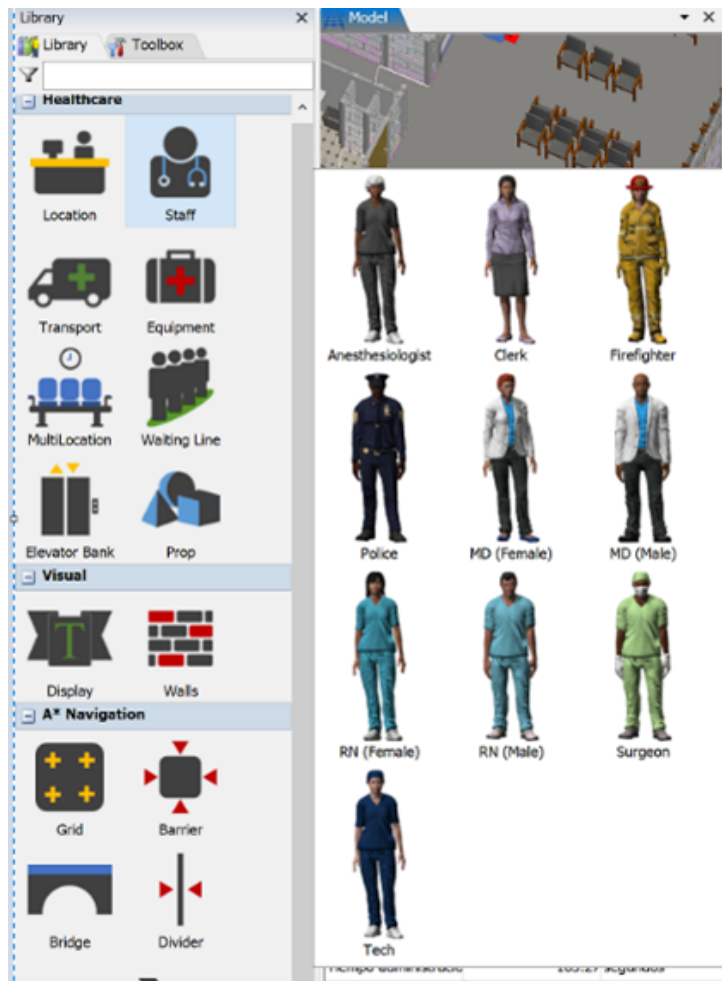 Library
Library
Toolbox
Healthcare
Location
Staff
Transport
Equipment
MultiLocation
Waiting Line
Elevator Bank
Prop
Visual
T
Display
Walls
A* Navigation
Grid
Barrier
Bridge
Divider
Model
Anesthesiologist
Clerk
Firefighter
Police
MD (Female)
MD (Male)
RN (Female)
RN (Male)
Surgeon
Tech
segundos